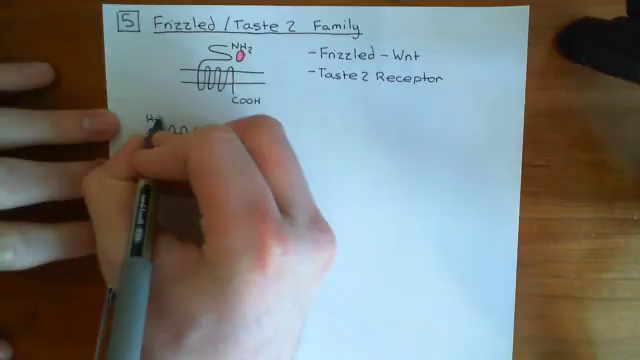 5 Frizzled / Taste 2 Family
NH2
- Frizzled - Wnt
- Taste 2 Receptor
COOH